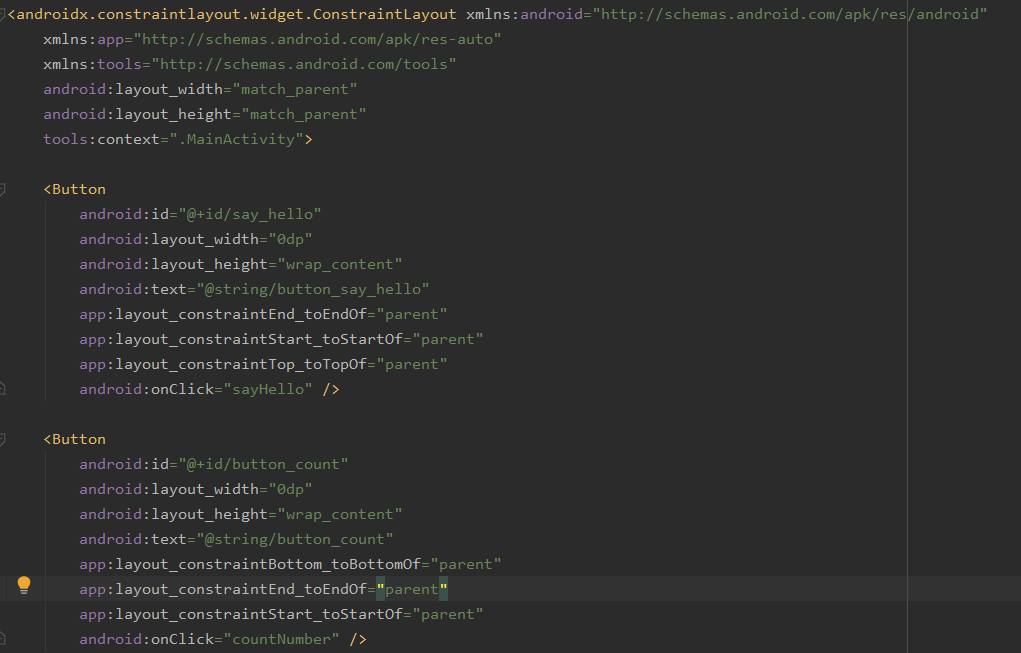 <androidx.constraintlayout.widget.ConstraintLayout xmlns:android="http://schemas.android.com/apk/res/android"
    xmlns:app="http://schemas.android.com/apk/res-auto"
    xmlns:tools="http://schemas.android.com/tools"
    android:layout_width="match_parent"
    android:layout_height="match_parent"
    tools:context=".MainActivity">

    <Button
        android:id="@+id/say_hello"
        android:layout_width="0dp"
        android:layout_height="wrap_content"
        android:text="@string/button_say_hello"
        app:layout_constraintEnd_toEndOf="parent"
        app:layout_constraintStart_toStartOf="parent"
        app:layout_constraintTop_toTopOf="parent"
        android:onClick="sayHello" />

    <Button
        android:id="@+id/button_count"
        android:layout_width="0dp"
        android:layout_height="wrap_content"
        android:text="@string/button_count"
        app:layout_constraintBottom_toBottomOf="parent"
        app:layout_constraintEnd_toEndOf="parent"
        app:layout_constraintStart_toStartOf="parent"
        android:onClick="countNumber" />